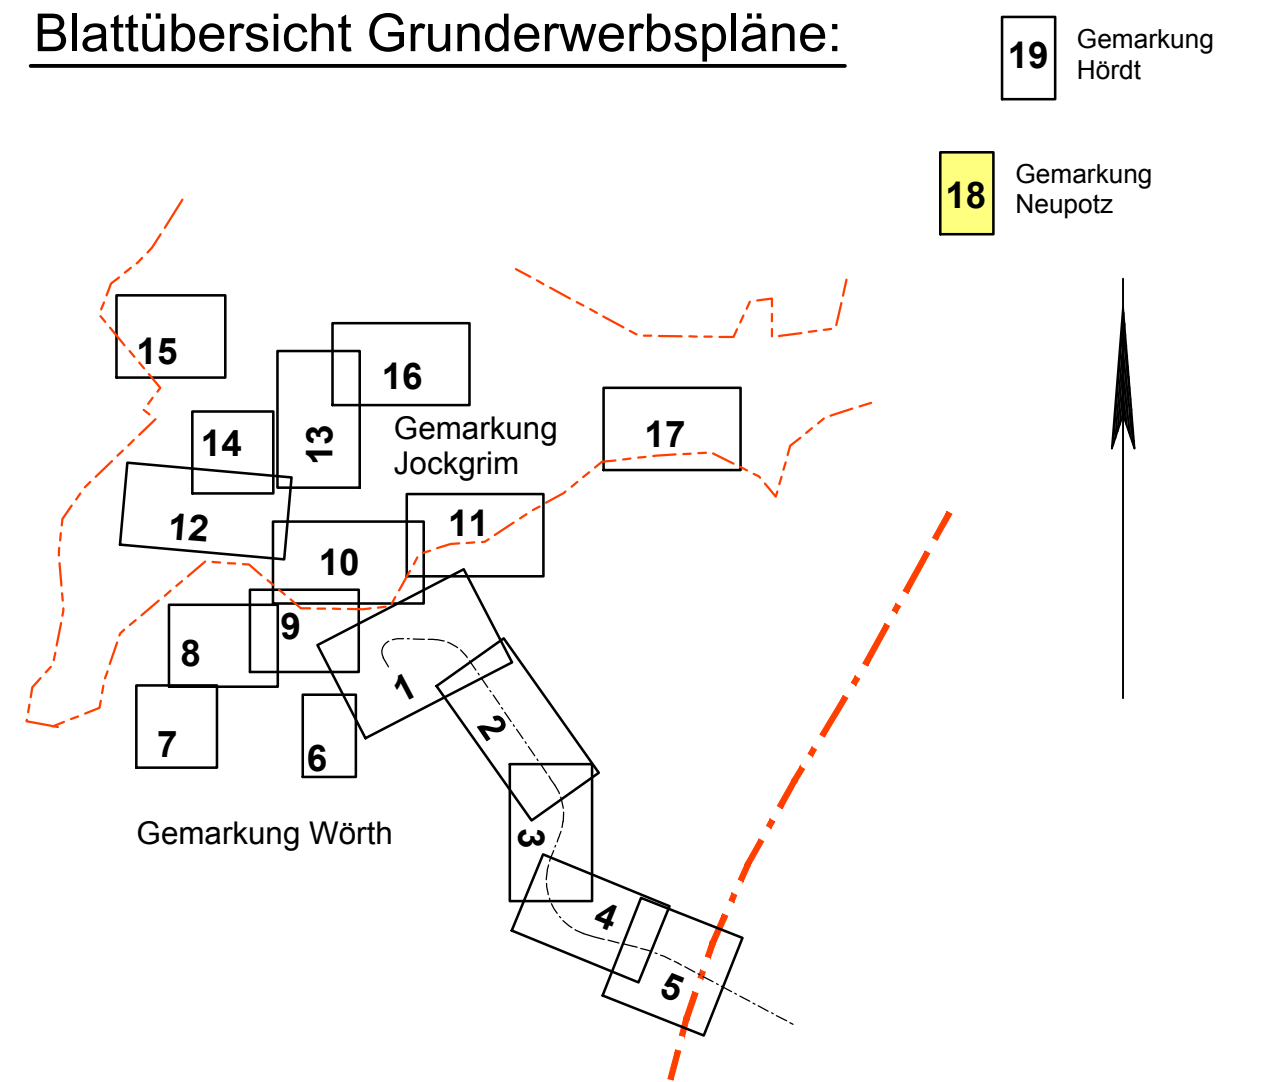 Blattübersicht Grunderwerbspläne:
19
Gemarkung
Hördt
18
Gemarkung
Neupotz
15
16
14
13
Gemarkung
Jockgrim
17
12
11
10
9
8
1
7
6
2
Gemarkung Wörth
3
4
5